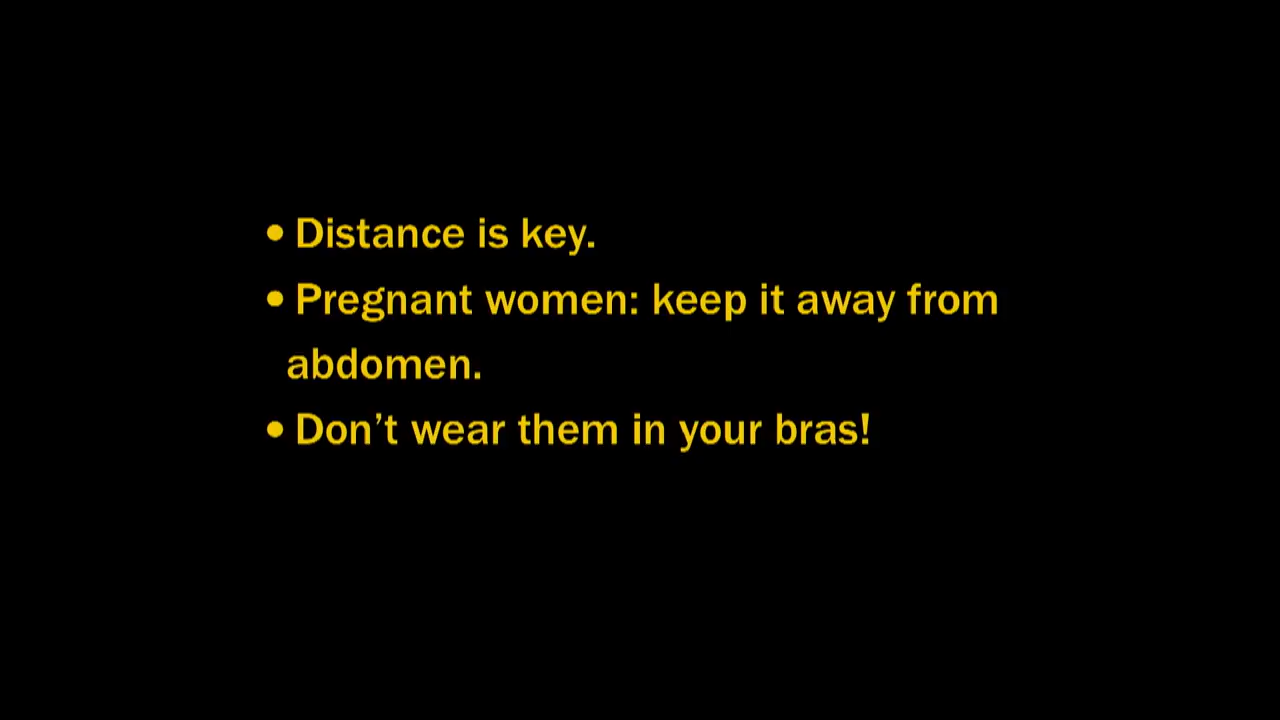 • Distance is key.
• Pregnant women: keep it away from
abdomen.
• Don’t wear them in your bras!